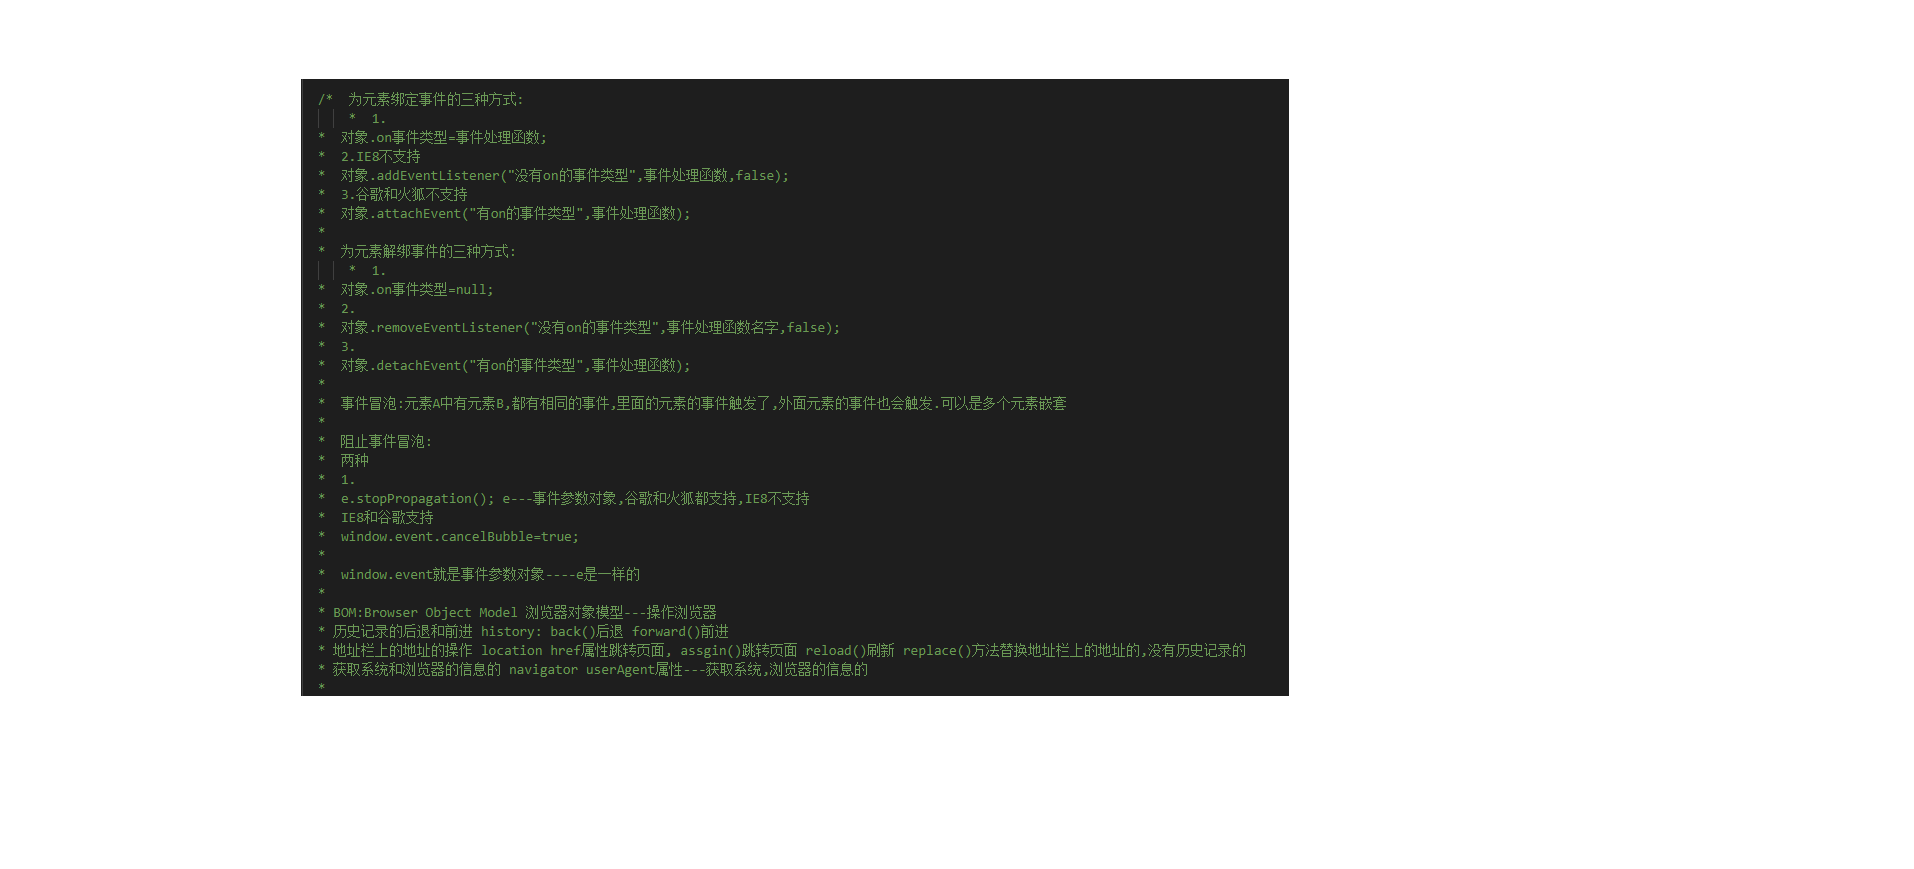 /*  为元素绑定事件的三种方式:
*  1.
*  对象.on事件类型=事件处理函数;
*  2.IE8不支持
*  对象.addEventListener("没有on的事件类型",事件处理函数,false);
*  3.谷歌和火狐不支持
*  对象.attachEvent("有on的事件类型",事件处理函数);
*
*  为元素解绑事件的三种方式:
*  1.
*  对象.on事件类型=null;
*  2.
*  对象.removeEventListener("没有on的事件类型",事件处理函数名字,false);
*  3.
*  对象.detachEvent("有on的事件类型",事件处理函数);
*
*  事件冒泡:元素A中有元素B,都有相同的事件,里面的元素的事件触发了,外面元素的事件也会触发.可以是多个元素嵌套
*
*  阻止事件冒泡:
*  两种
*  1.
*  e.stopPropagation(); e---事件参数对象,谷歌和火狐都支持,IE8不支持
*  IE8和谷歌支持
*  window.event.cancelBubble=true;
*
*  window.event就是事件参数对象----e是一样的
*
* BOM:Browser Object Model 浏览器对象模型---操作浏览器
* 历史记录的后退和前进 history: back()后退 forward()前进
* 地址栏上的地址的操作 location href属性跳转页面, assgin()跳转页面 reload()刷新 replace()方法替换地址栏上的地址的,没有历史记录的
* 获取系统和浏览器的信息的 navigator userAgent属性---获取系统,浏览器的信息的
*